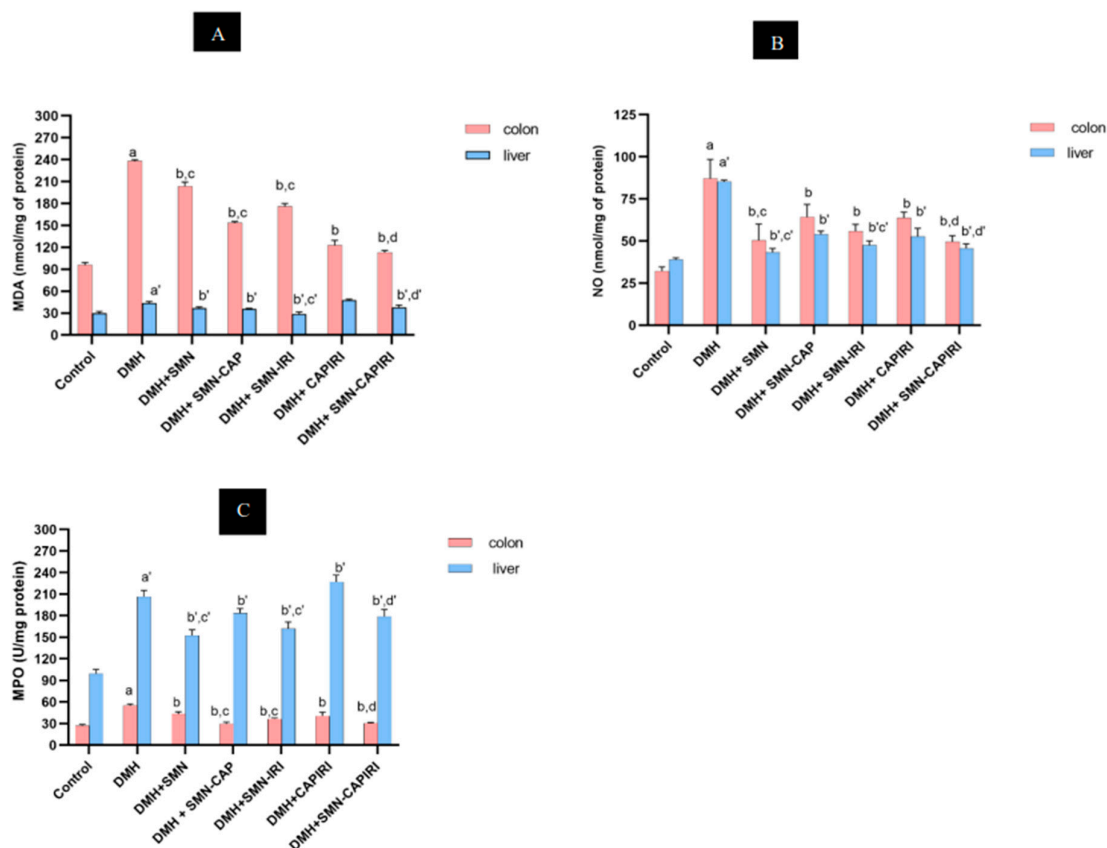 A
MDA (nmol/mg of protein)
300
270
240
210
180
150
120
90
60
30
0
a
a'
b,c
b'
b,c
b'
b,c
b',c'
b
b,d
b',d'
Control
DMH
DMH+SMN
DMH+ SMN-CAP
DMH+ SMN-IRI
DMH+ CAPIRI
DMH+ SMN-CAPIRI
colon
liver
B
NO (nmol/mg of protein)
125
100
75
50
25
0
a
a'
b,c
b',c'
b
b'
b
b'c'
b
b'
b,d
b',d'
Control
DMH
DMH+ SMN
DMH+ SMN-CAP
DMH+ SMN-IRI
DMH+ CAPIRI
DMH+ SMN-CAPIRI
colon
liver
C
MPO (U/mg protein)
300
270
240
210
180
150
120
90
60
30
0
a
a'
b
b',c'
b,c
b'
b,c
b',c'
b
b'
b,d
b',d'
Control
DMH
DMH+SMN
DMH + SMN-CAP
DMH+SMN-IRI
DMH+CAPIRI
DMH+SMN-CAPIRI
colon
liver